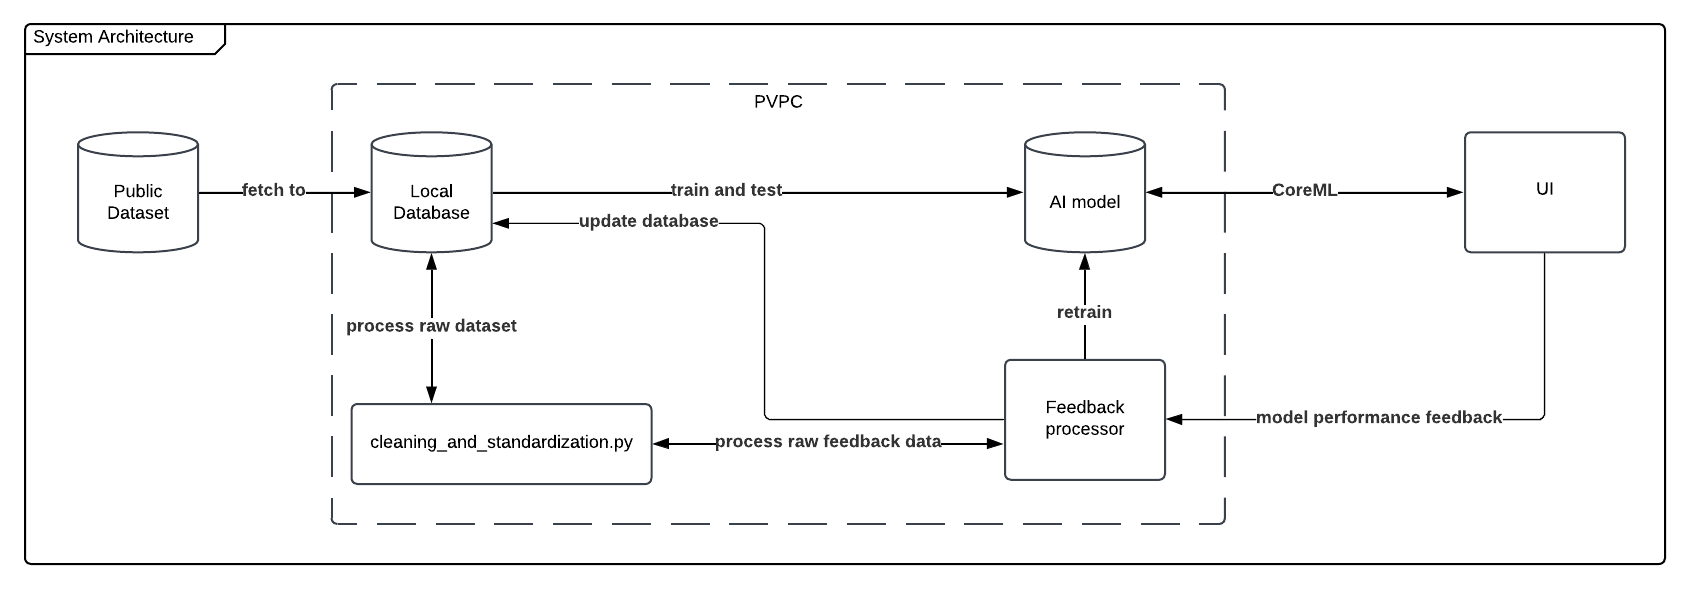 System Architecture
PVPC
Public
Dataset
fetch to
Local
Database
train and test
AI model
CoreML
UI
update database
process raw dataset
retrain
cleaning_and_standardization.py
process raw feedback data
Feedback
processor
model performance feedback